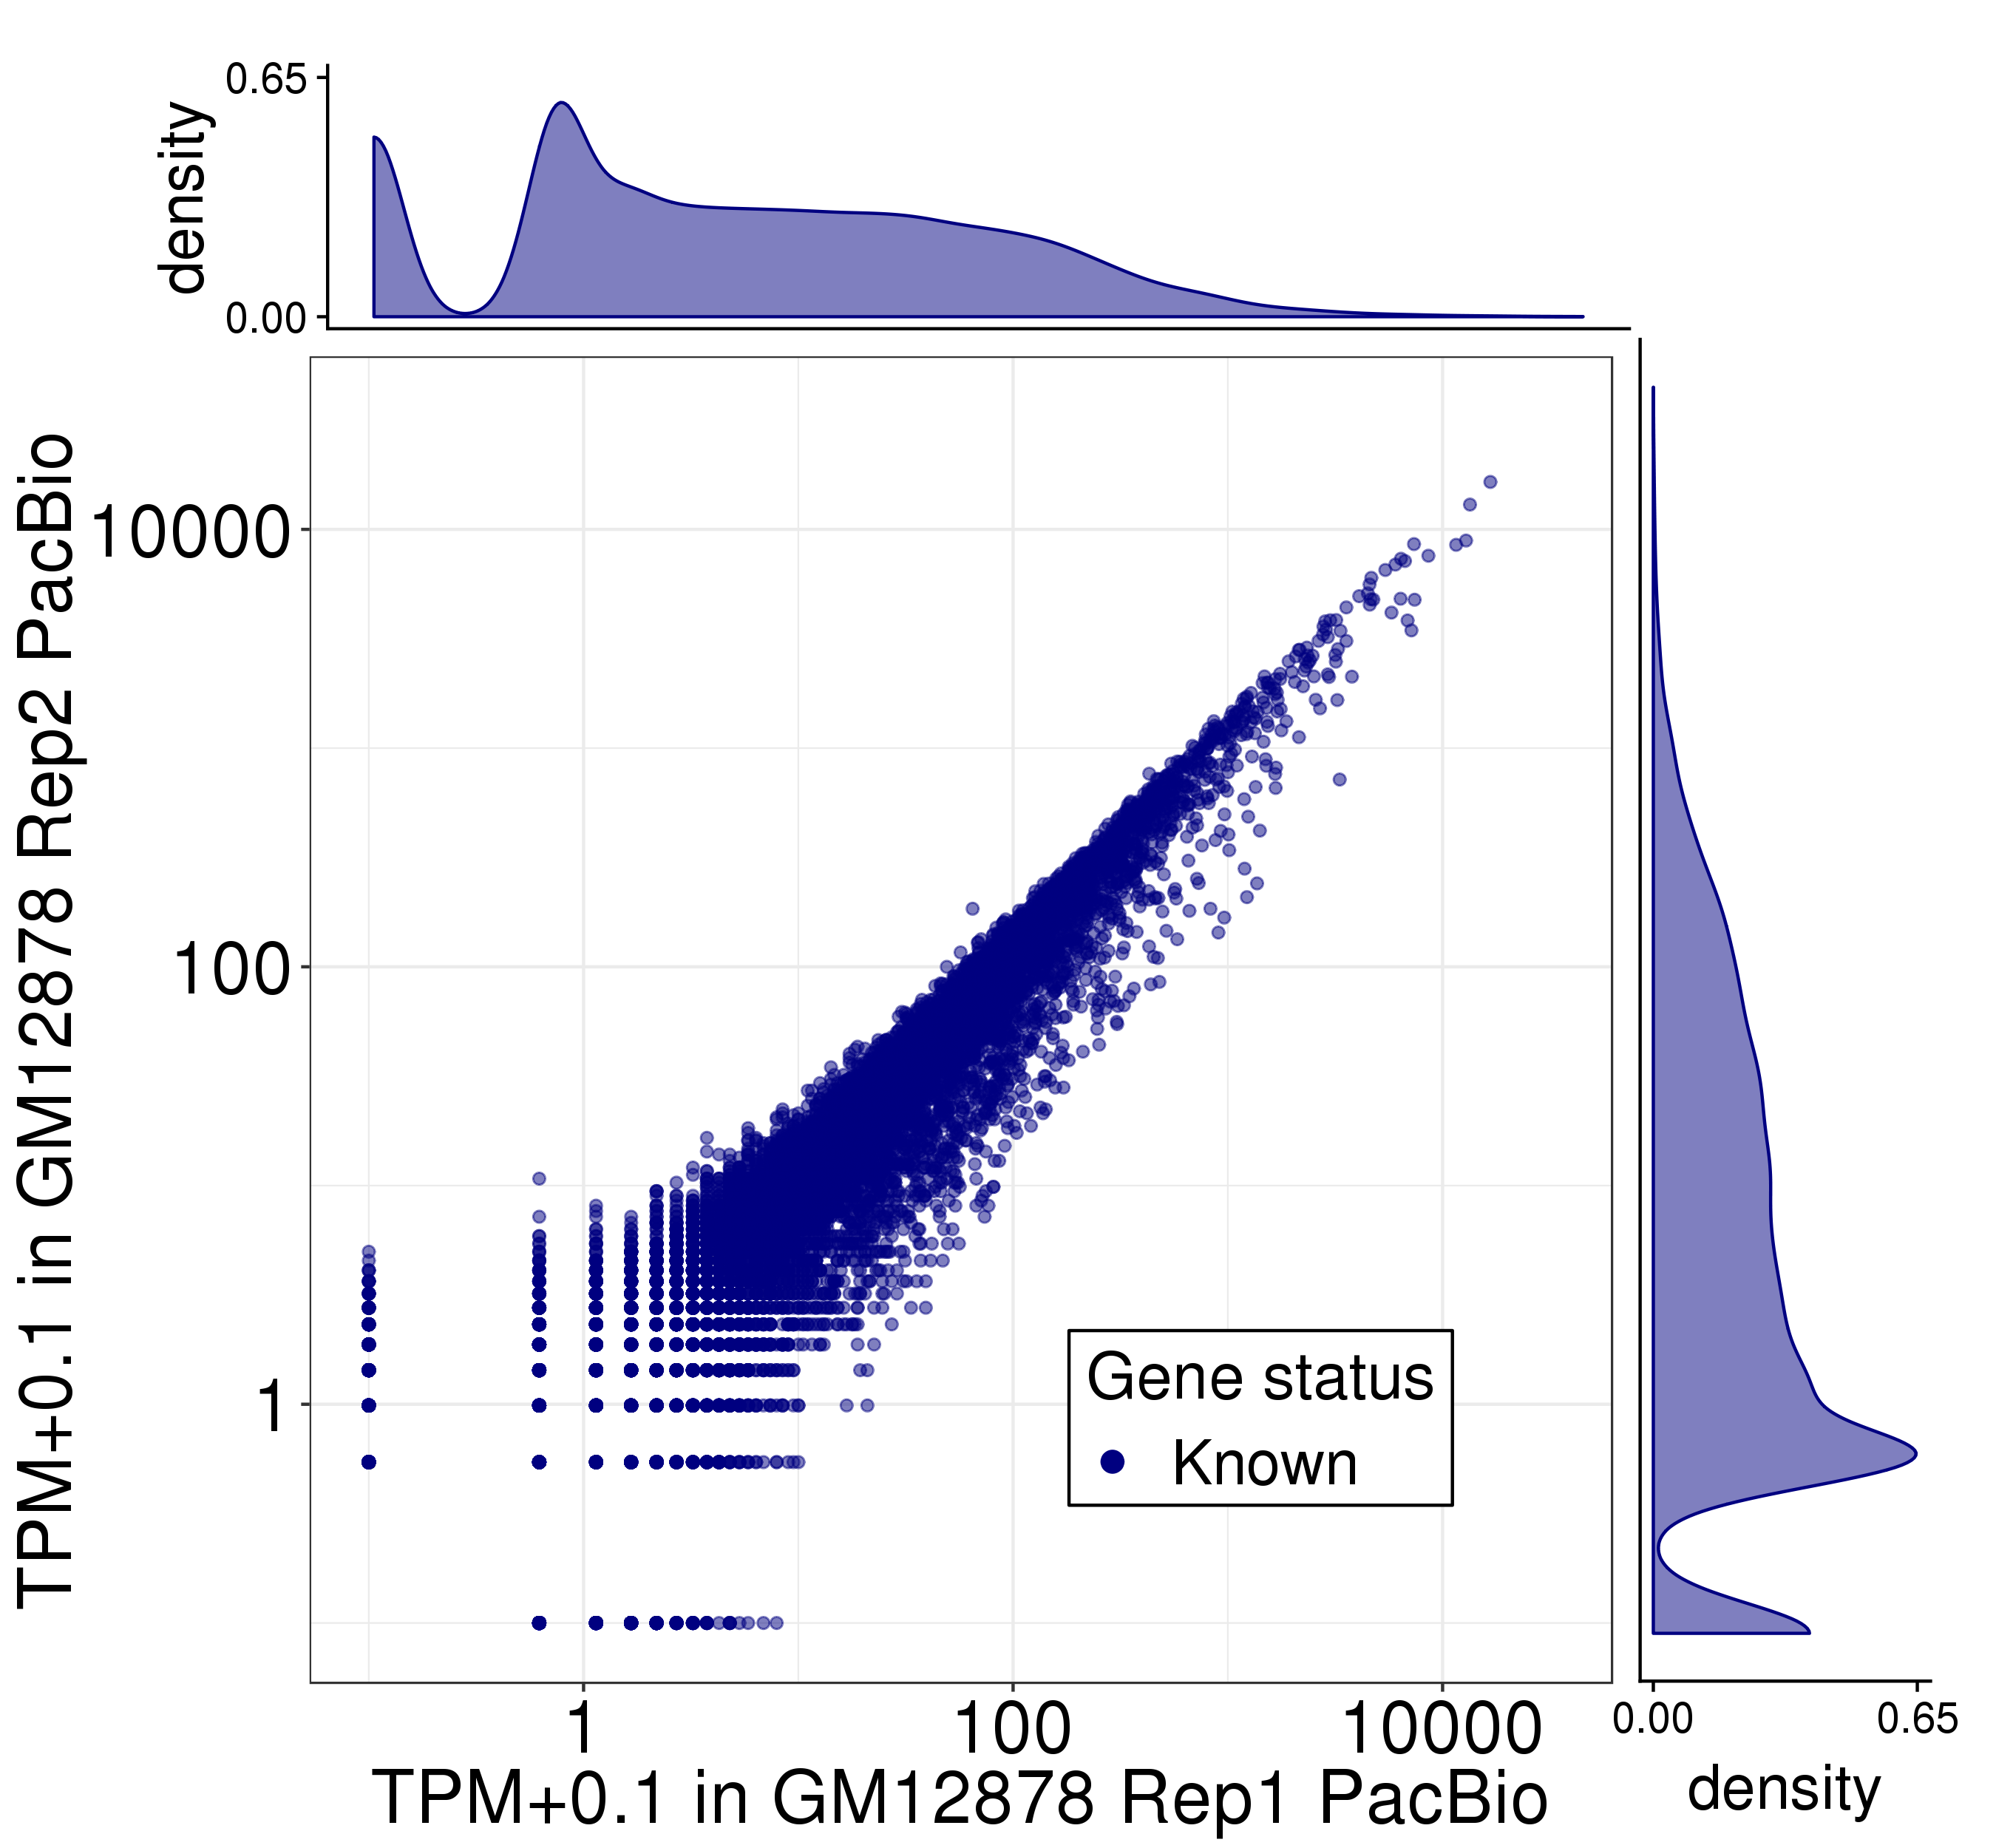 0.65
density
0.00
TPM+0.1 in GM12878 Rep2 PacBio
10000
100
1
Gene status
Known
1 100 10000
TPM+0.1 in GM12878 Rep1 PacBio
0.00 0.65
density